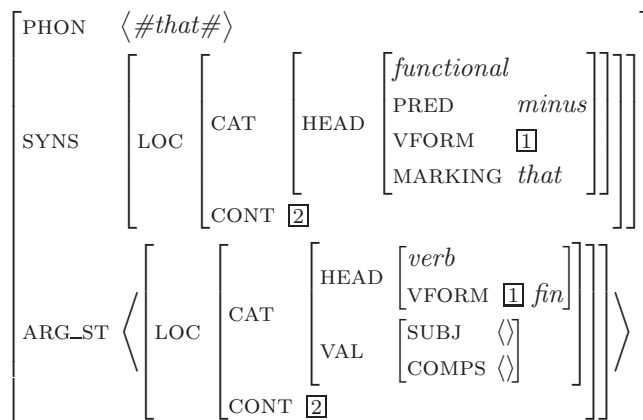 PHON ⟨#that#⟩
functional
PRED minus
SYNS LOC CAT HEAD VFORM 1
MARKING that
CONT 2
verb
HEAD
VFORM 1 fin
ARG_ST ⟨ LOC CAT
SUBJ ⟨⟩
VAL
COMPS ⟨⟩
CONT 2 ⟩